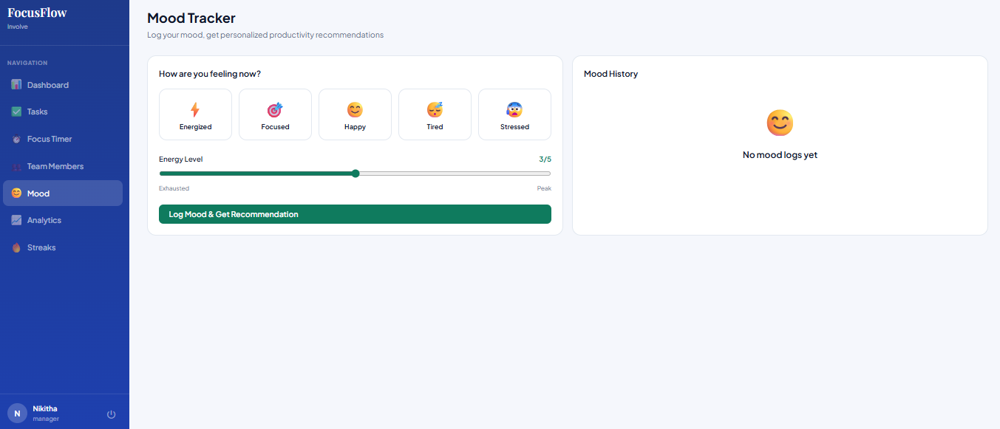 FocusFlow
Involve
NAVIGATION
Dashboard
Tasks
Focus Timer
Team Members
Mood
Analytics
Streaks
N
Nikitha
manager
Mood Tracker
Log your mood, get personalized productivity recommendations
How are you feeling now?
Energized
Focused
Happy
Tired
Stressed
Energy Level 3/5
Exhausted Peak
Log Mood & Get Recommendation
Mood History
No mood logs yet